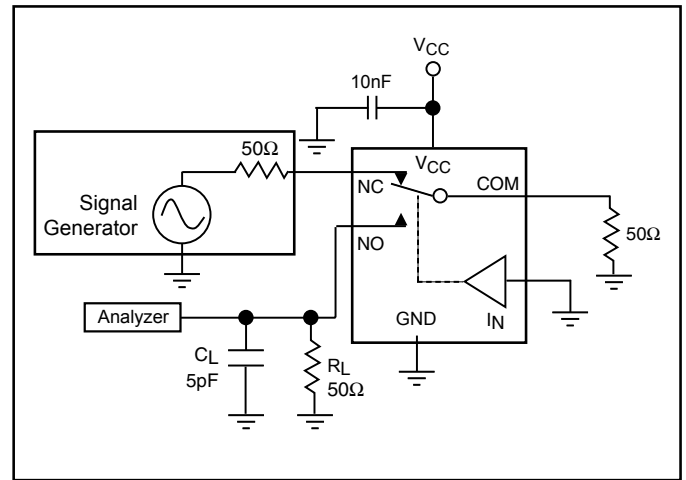 VCC
10nF
50Ω
VCC
NC
COM
Signal
Generator
50Ω
NO
Analyzer
GND
IN
CL
5pF
RL
50Ω